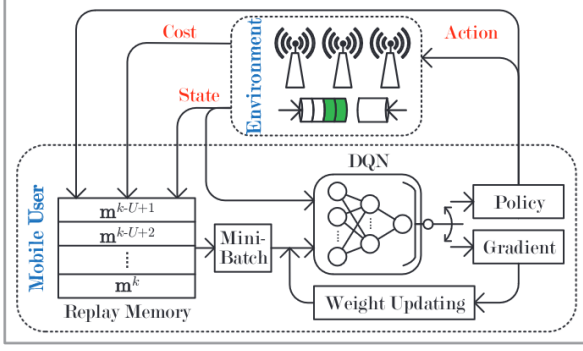 Cost
Action
State
Environment
DQN
Mobile User
m^{k-U+1}
m^{k-U+2}
⋮
m^k
Replay Memory
Mini-
Batch
Policy
Gradient
Weight Updating